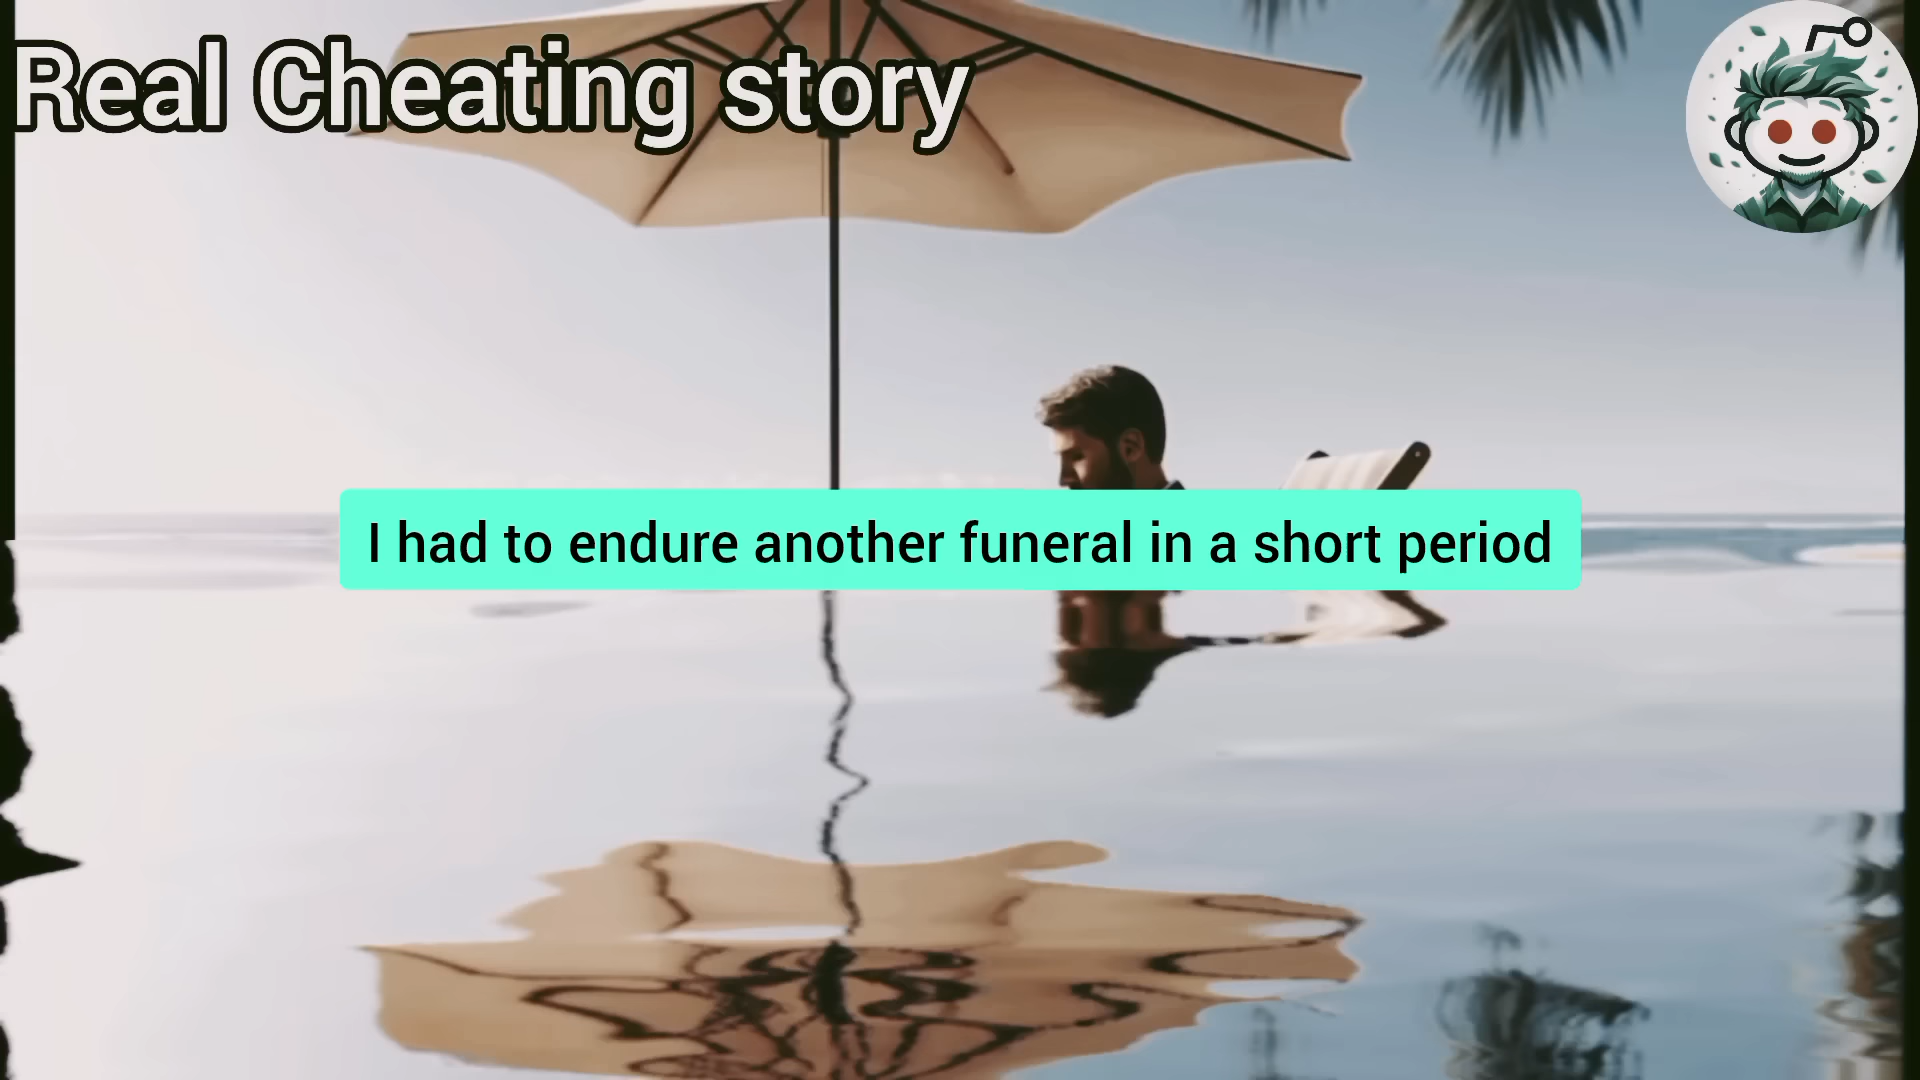 Real Cheating story
I had to endure another funeral in a short period